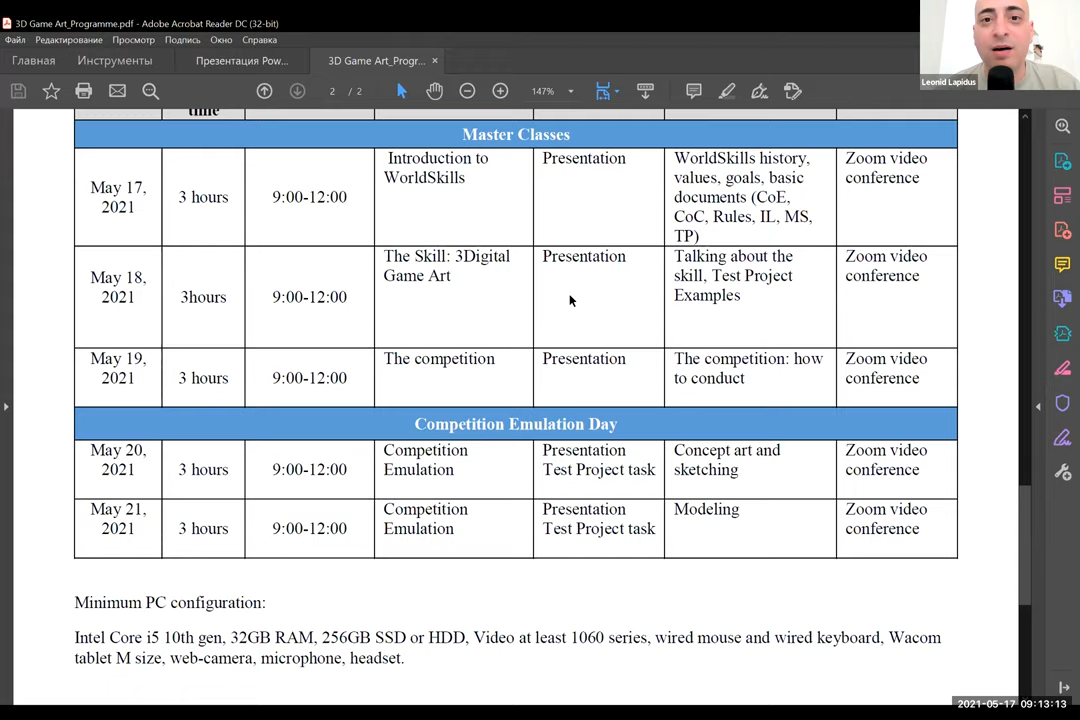 3D Game Art_Programme.pdf - Adobe Acrobat Reader DC (32-bit)
Файл Редактирование Просмотр Подпись Окно Справка
Главная Инструменты Презентация Pow... 3D Game Art_Progr... ×
Leonid Lapidus
2 / 2 147%
time
Master Classes
May 17, 2021
3 hours
9:00-12:00
Introduction to
WorldSkills
Presentation
WorldSkills history,
values, goals, basic
documents (CoE,
CoC, Rules, IL, MS,
TP)
Zoom video
conference
May 18,
2021
3hours
9:00-12:00
The Skill: 3Digital
Game Art
Presentation
Talking about the
skill, Test Project
Examples
Zoom video
conference
May 19,
2021
3 hours
9:00-12:00
The competition
Presentation
The competition: how
to conduct
Zoom video
conference
Competition Emulation Day
May 20,
2021
3 hours
9:00-12:00
Competition
Emulation
Presentation
Test Project task
Concept art and
sketching
Zoom video
conference
May 21,
2021
3 hours
9:00-12:00
Competition
Emulation
Presentation
Test Project task
Modeling
Zoom video
conference
Minimum PC configuration:
Intel Core i5 10th gen, 32GB RAM, 256GB SSD or HDD, Video at least 1060 series, wired mouse and wired keyboard, Wacom
tablet M size, web-camera, microphone, headset.
2021-05-17 09:13:13